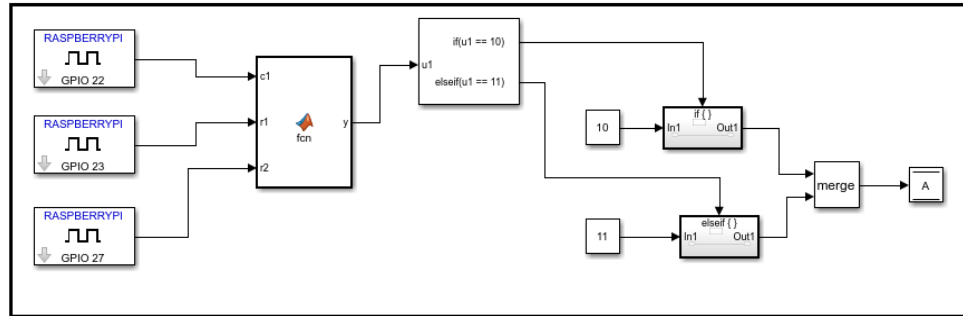 RASPBERRYPI
GPIO 22
RASPBERRYPI
GPIO 23
RASPBERRYPI
GPIO 27
c1
r1
r2
fcn
y
u1
if(u1 == 10)
elseif(u1 == 11)
10
if { }
In1
Out1
11
elseif { }
In1
Out1
merge
A